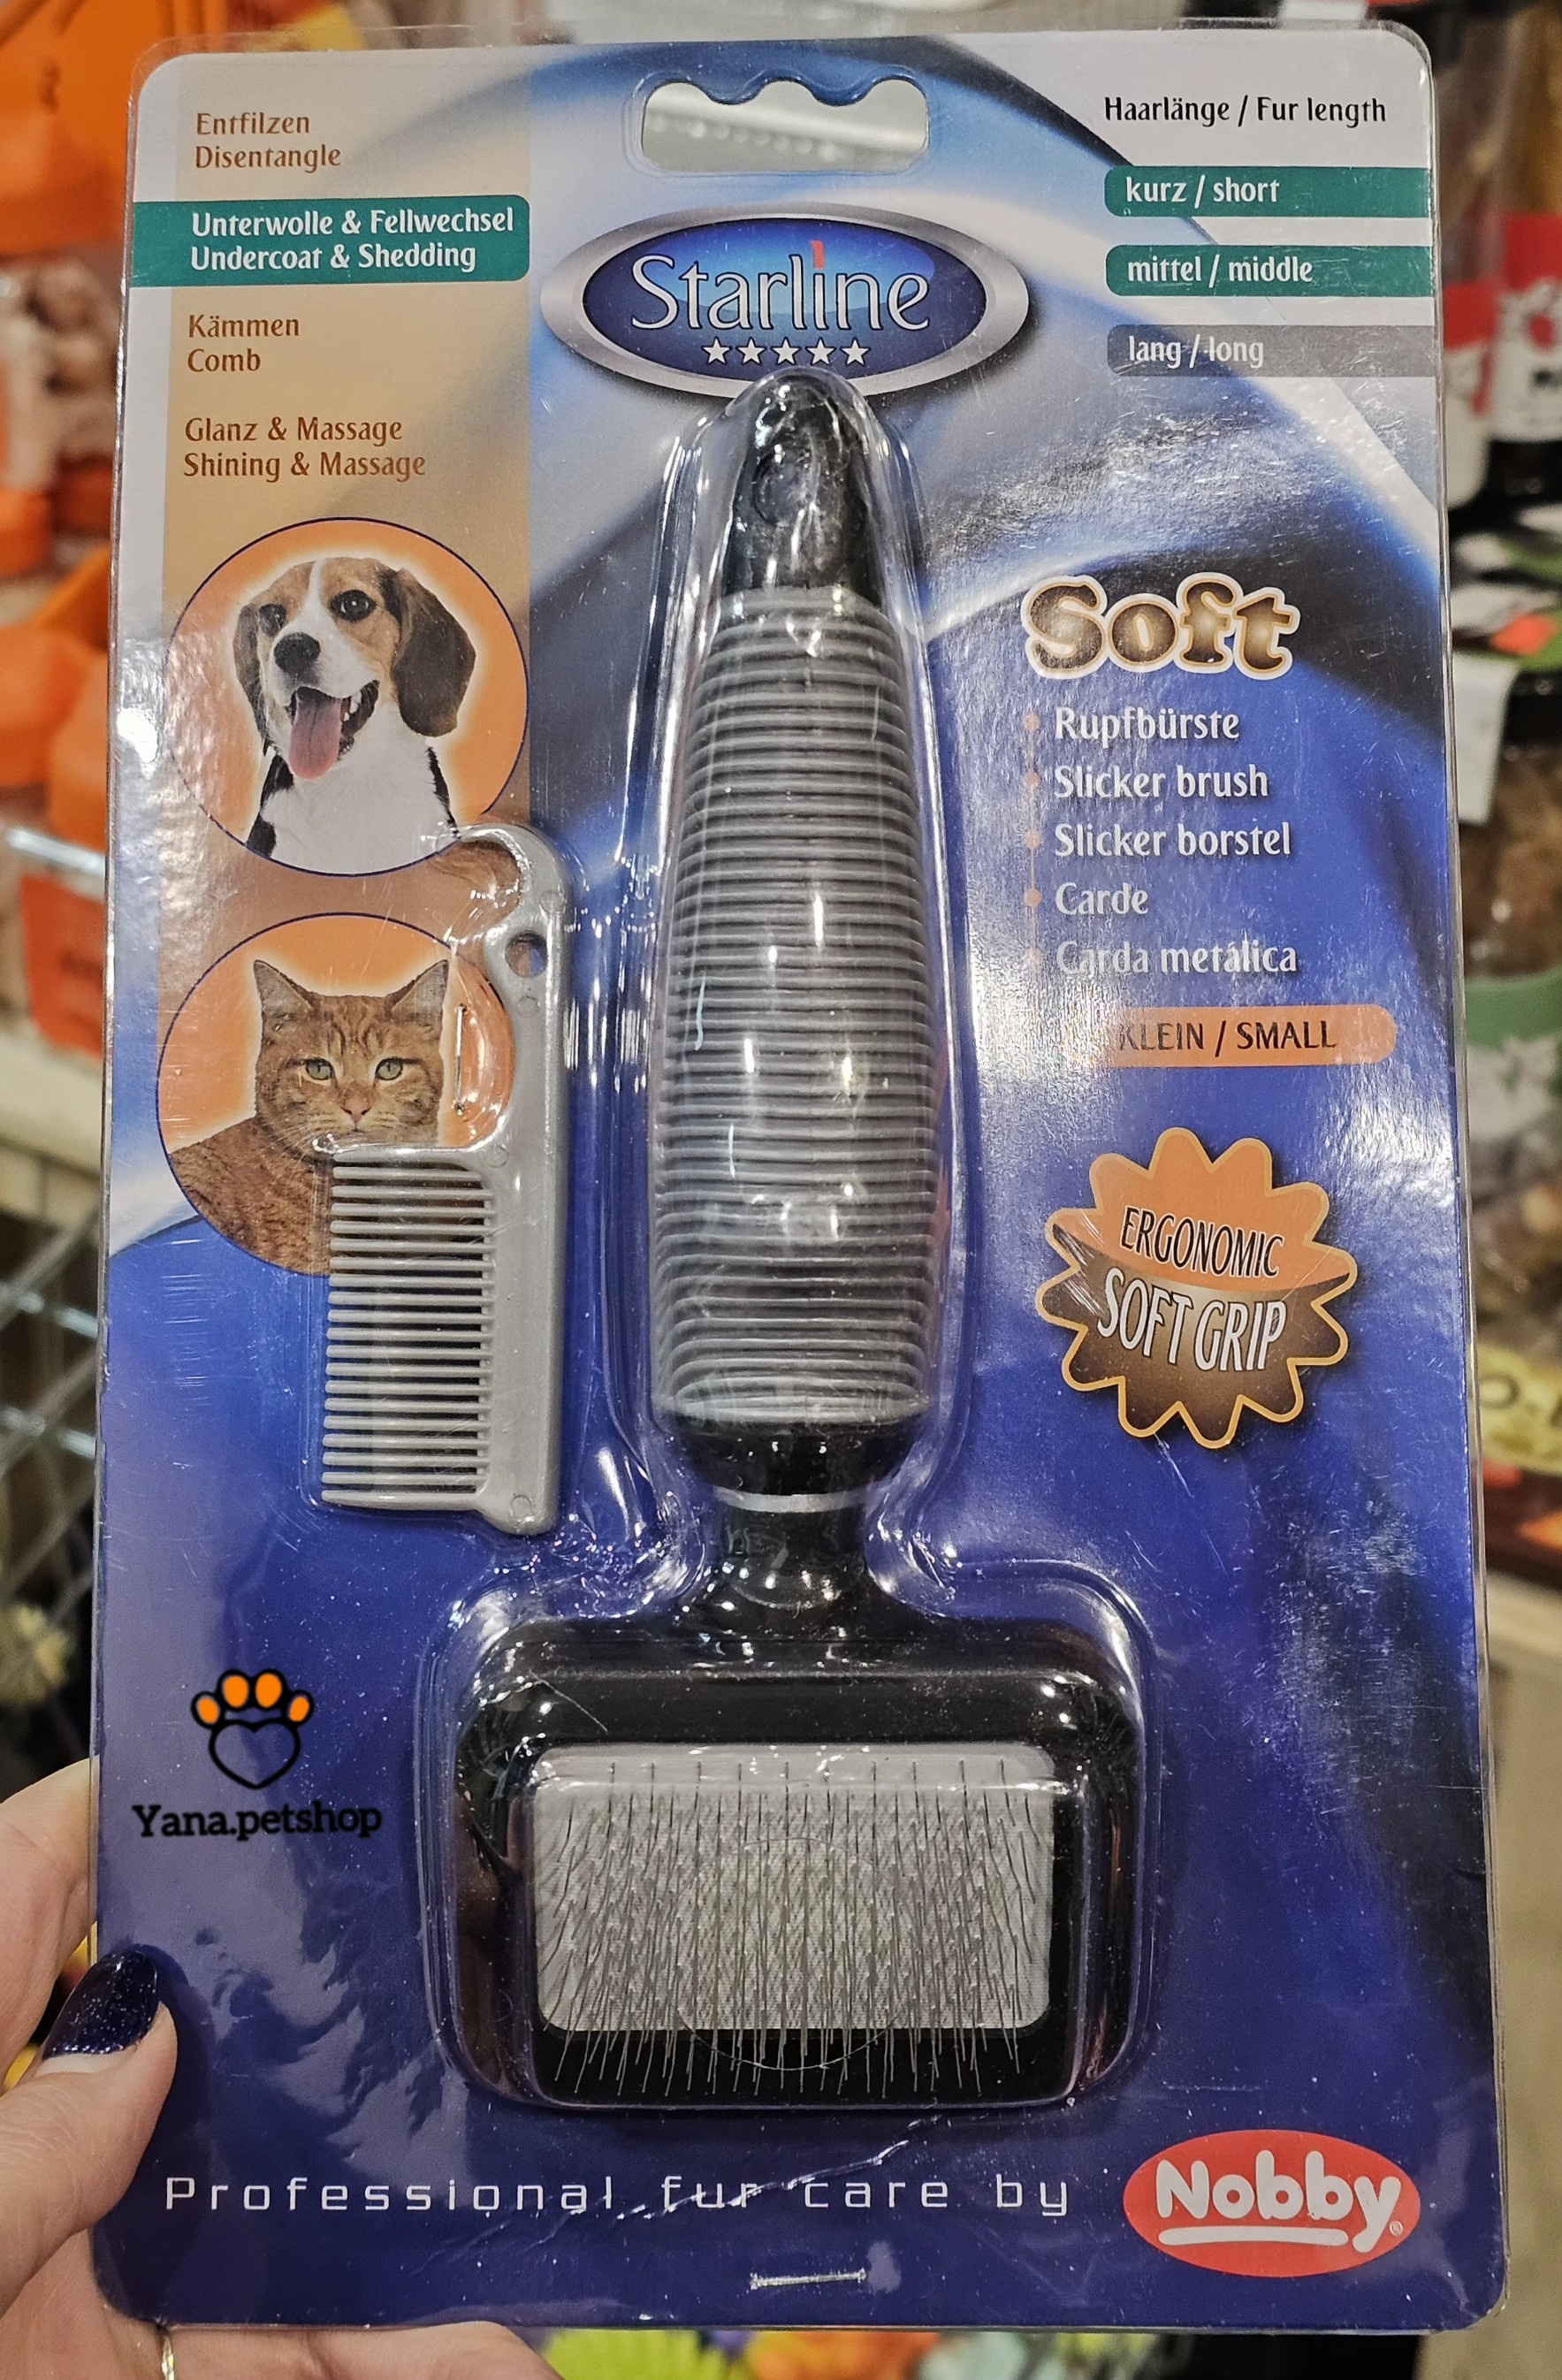 Entfilzen
Disentangle
Unterwolle & Fellwechsel
Undercoat & Shedding
Kämmen
Comb
Glanz & Massage
Shining & Massage
Starline
Haarlänge / Fur length
kurz / short
mittel / middle
lang / long
Soft
Rupfbürste
Slicker brush
Slicker borstel
Carde
Carda metálica
KLEIN / SMALL
ERGONOMIC
SOFT GRIP
Yana.petshop
Professional fur care by
Nobby®